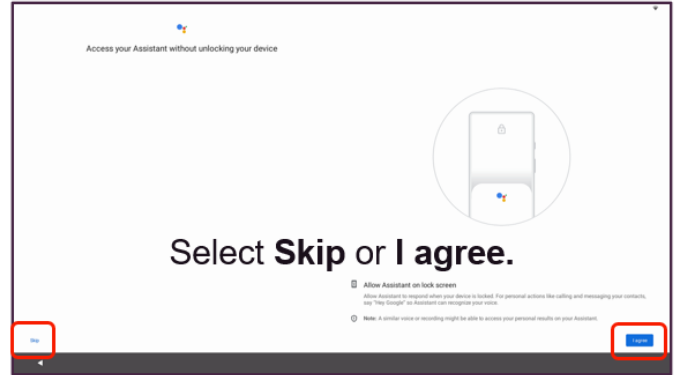 Access your Assistant without unlocking your device
Select Skip or I agree.
Allow Assistant on lock screen
Allow Assistant to respond when your device is locked. For personal actions like calling and messaging your contacts,
say "Hey Google" so Assistant can recognize your voice.
Note: A similar voice or recording might be able to access your personal results on your Assistant.
Skip
I agree